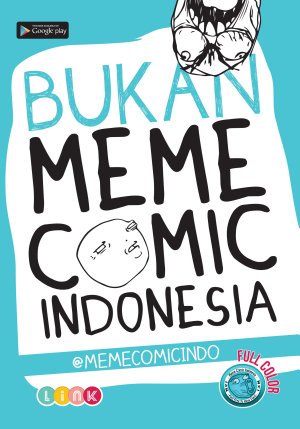 Google play
BUKAN
MEME
COMIC
INDONESIA
@MEMECOMICINDO
FULL COLOR
Link